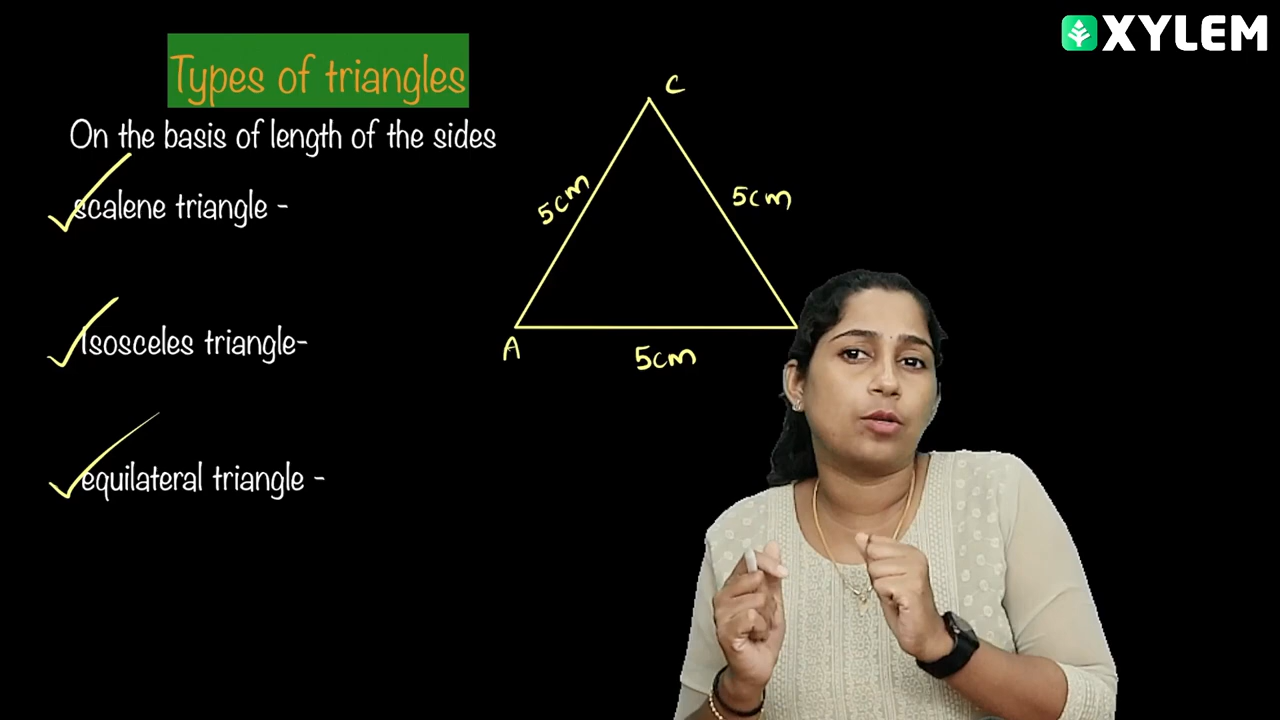 XYLEM
Types of triangles
On the basis of length of the sides
scalene triangle -
Isosceles triangle-
equilateral triangle -
C
5cm
5cm
A
5cm